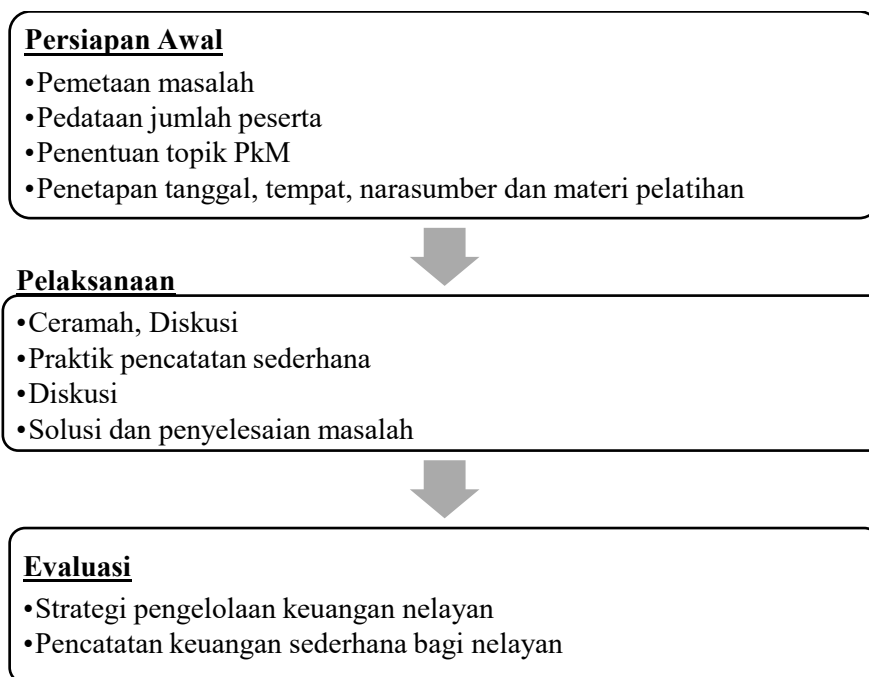 Persiapan Awal
•Pemetaan masalah
•Pedataan jumlah peserta
•Penentuan topik PkM
•Penetapan tanggal, tempat, narasumber dan materi pelatihan
Pelaksanaan
•Ceramah, Diskusi
•Praktik pencatatan sederhana
•Diskusi
•Solusi dan penyelesaian masalah
Evaluasi
•Strategi pengelolaan keuangan nelayan
•Pencatatan keuangan sederhana bagi nelayan